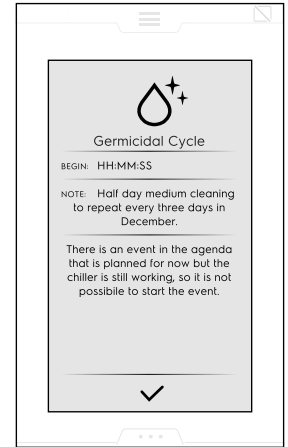 Germicidal Cycle
BEGIN: HH:MM:SS
NOTE: Half day medium cleaning
to repeat every three days in
December.
There is an event in the agenda
that is planned for now but the
chiller is still working, so it is not
possibile to start the event.